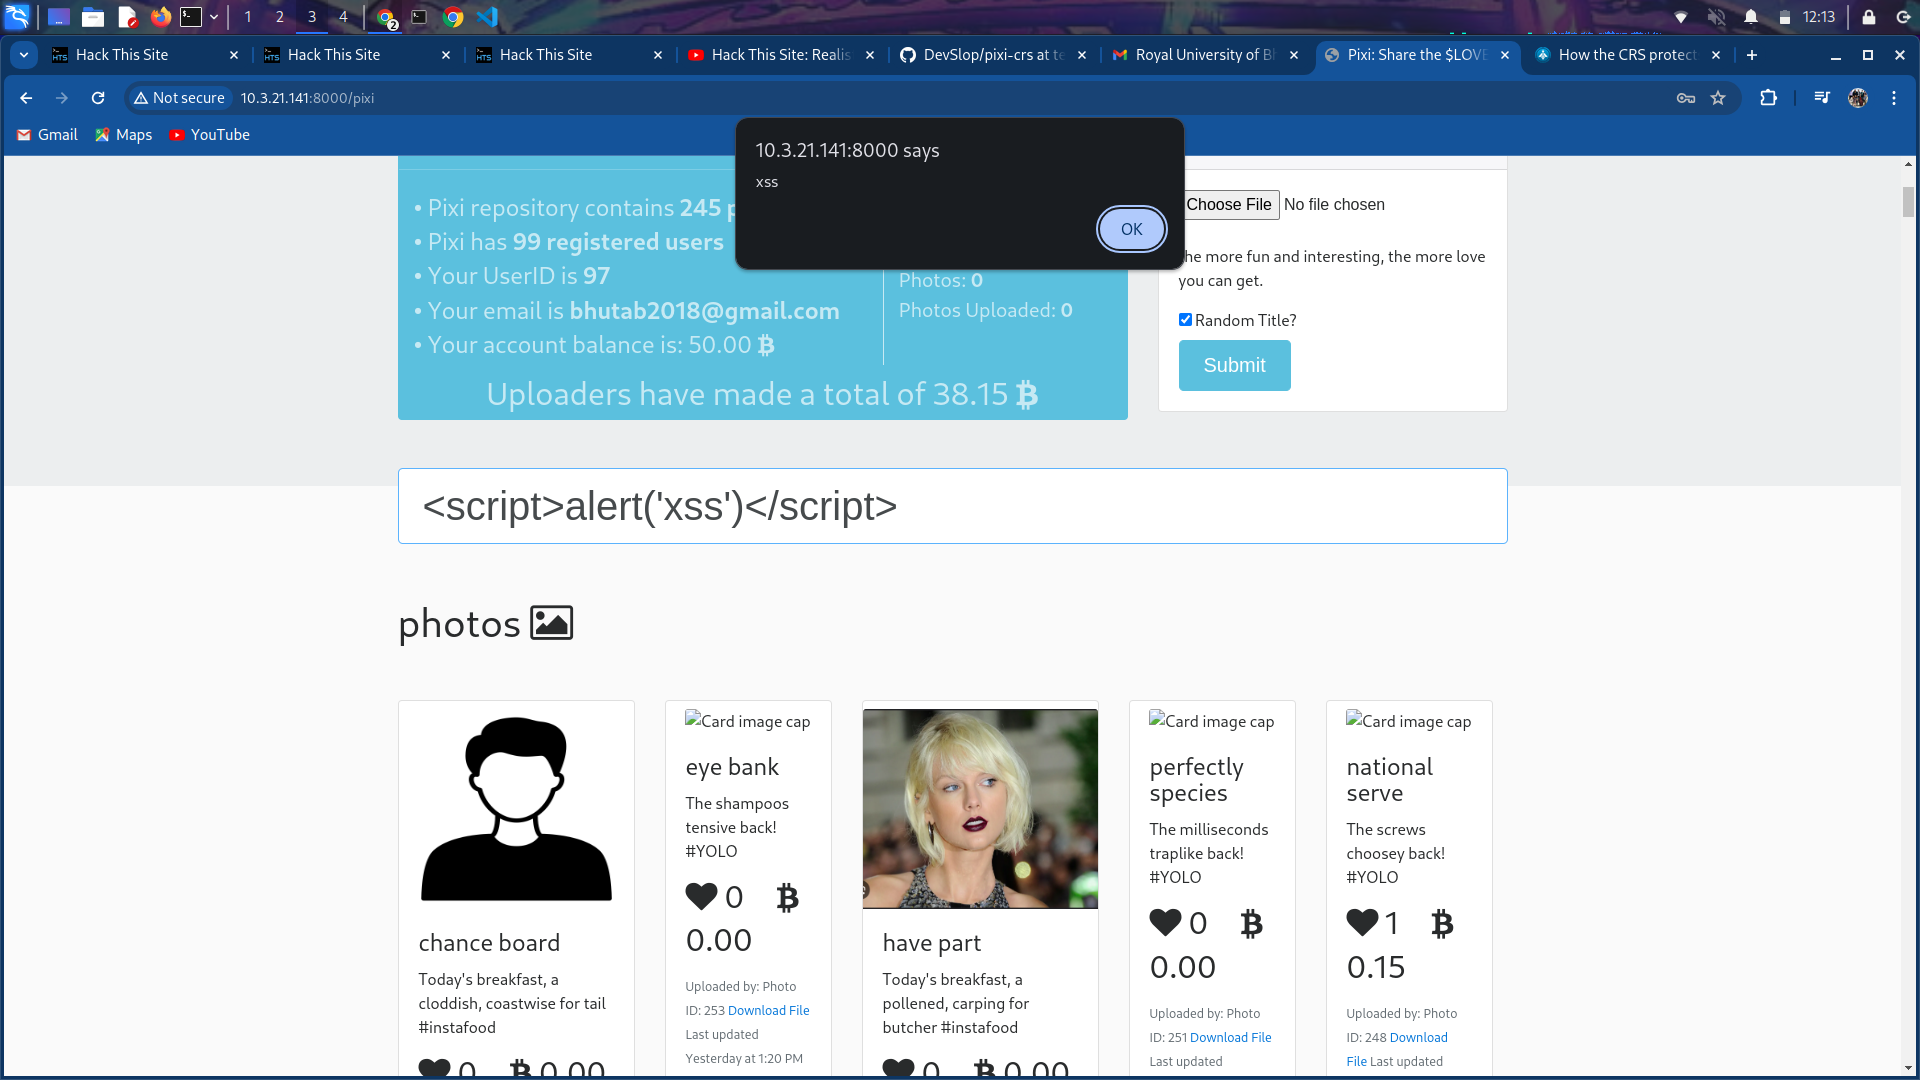 1 2 3 4 2 12:13
Hack This Site Hack This Site Hack This Site Hack This Site: Realis DevSlop/pixi-crs at te Royal University of Bh Pixi: Share the $LOVE How the CRS protect
Not secure 10.3.21.141:8000/pixi
Gmail Maps YouTube
10.3.21.141:8000 says
xss
OK
• Pixi repository contains 245 p
• Pixi has 99 registered users
• Your UserID is 97
• Your email is bhutab2018@gmail.com
• Your account balance is: 50.00
Photos: 0
Photos Uploaded: 0
Uploaders have made a total of 38.15
Choose File No file chosen
he more fun and interesting, the more love
you can get.
Random Title?
Submit
<script>alert('xss')</script>
photos
chance board
Today's breakfast, a
cloddish, coastwise for tail
#instafood
0 0.00
Card image cap
eye bank
The shampoos
tensive back!
#YOLO
0
0.00
Uploaded by: Photo
ID: 253 Download File
Last updated
Yesterday at 1:20 PM
have part
Today's breakfast, a
pollened, carping for
butcher #instafood
0 0.00
Card image cap
perfectly
species
The milliseconds
traplike back!
#YOLO
0
0.00
Uploaded by: Photo
ID: 251 Download File
Last updated
Card image cap
national
serve
The screws
choosey back!
#YOLO
1
0.15
Uploaded by: Photo
ID: 248 Download
File Last updated